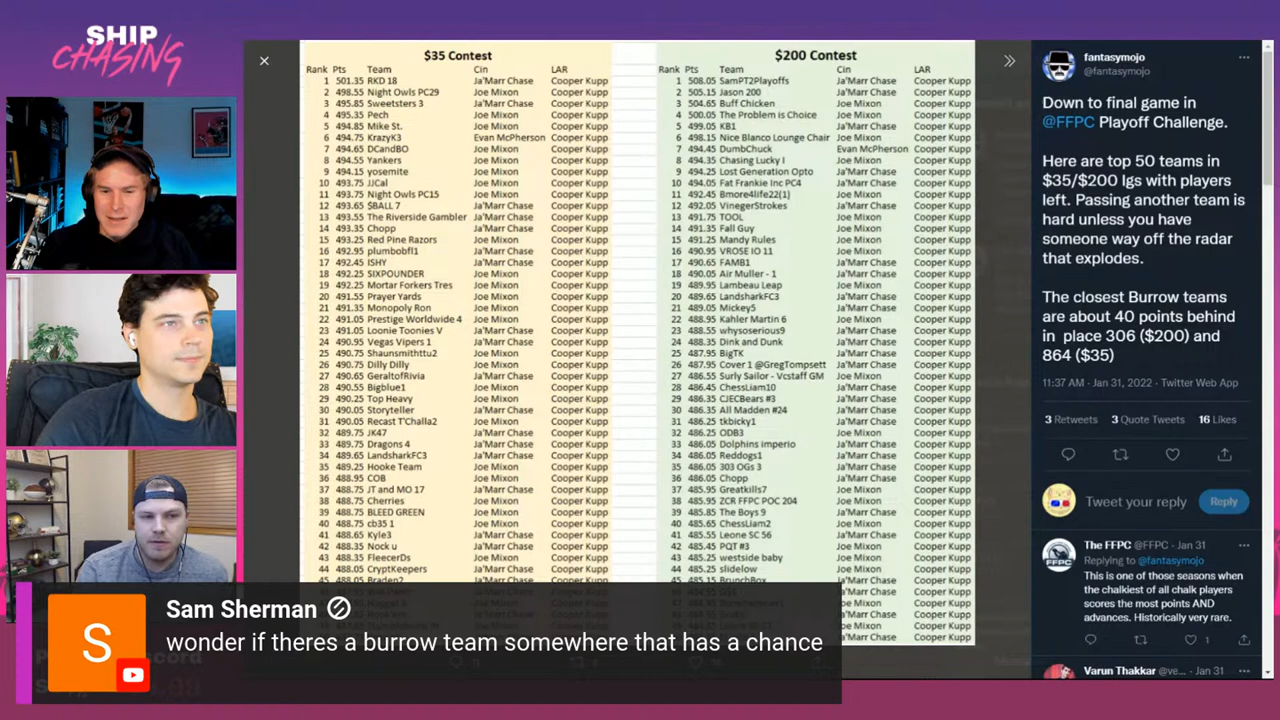 SHIP
CHASING
$35 Contest
Rank Pts Team Cin LAR
1 501.35 RKD 18 Ja'Marr Chase Cooper Kupp
2 498.55 Night Owls PC29 Joe Mixon Cooper Kupp
3 495.85 Sweetsters 3 Ja'Marr Chase Cooper Kupp
4 495.35 Pech Joe Mixon Cooper Kupp
5 494.85 Mike St. Joe Mixon Cooper Kupp
6 494.75 KrazyK3 Evan McPherson Cooper Kupp
7 494.65 DCandBO Joe Mixon Cooper Kupp
8 494.55 Yankers Joe Mixon Cooper Kupp
9 494.15 yosemite Joe Mixon Cooper Kupp
10 493.75 JJCal Joe Mixon Cooper Kupp
11 493.75 Night Owls PC15 Joe Mixon Cooper Kupp
12 493.65 $BALL 7 Ja'Marr Chase Cooper Kupp
13 493.55 The Riverside Gambler Ja'Marr Chase Cooper Kupp
14 493.35 Chopp Ja'Marr Chase Cooper Kupp
15 493.25 Red Pine Razors Joe Mixon Cooper Kupp
16 492.95 plumbobfl1 Ja'Marr Chase Cooper Kupp
17 492.45 ISHY Ja'Marr Chase Cooper Kupp
18 492.25 SIXPOUNDER Joe Mixon Cooper Kupp
19 492.25 Mortar Forkers Tres Joe Mixon Cooper Kupp
20 491.55 Prayer Yards Joe Mixon Cooper Kupp
21 491.35 Monopoly Ron Joe Mixon Cooper Kupp
22 491.05 Prestige Worldwide 4 Joe Mixon Cooper Kupp
23 491.05 Loonie Toonies V Ja'Marr Chase Cooper Kupp
24 490.95 Vegas Vipers 1 Ja'Marr Chase Cooper Kupp
25 490.75 Shaunsmithttu2 Joe Mixon Cooper Kupp
26 490.75 Dilly Dilly Joe Mixon Cooper Kupp
27 490.65 GeraltofRivia Ja'Marr Chase Cooper Kupp
28 490.55 Bigblue1 Joe Mixon Cooper Kupp
29 490.25 Top Heavy Joe Mixon Cooper Kupp
30 490.05 Storyteller Ja'Marr Chase Cooper Kupp
31 490.05 Recast T'Challa2 Joe Mixon Cooper Kupp
32 489.75 JK47 Ja'Marr Chase Cooper Kupp
33 489.75 Dragons 4 Ja'Marr Chase Cooper Kupp
34 489.65 LandsharkFC3 Ja'Marr Chase Cooper Kupp
35 489.25 Hooke Team Joe Mixon Cooper Kupp
36 488.95 COB Joe Mixon Cooper Kupp
37 488.75 JT and MO 17 Ja'Marr Chase Cooper Kupp
38 488.75 Cherries Joe Mixon Cooper Kupp
39 488.75 BLEED GREEN Joe Mixon Cooper Kupp
40 488.75 cb35 1 Joe Mixon Cooper Kupp
41 488.65 Kyle3 Ja'Marr Chase Cooper Kupp
42 488.35 Nock u Joe Mixon Cooper Kupp
43 488.35 FleecerDs Joe Mixon Cooper Kupp
44 488.05 CryptKeepers Ja'Marr Chase Cooper Kupp
45 488.05 Braden2 Ja'Marr Chase Cooper Kupp
$200 Contest
Rank Pts Team Cin LAR
1 508.05 SamPT2Playoffs Ja'Marr Chase Cooper Kupp
2 505.15 Jason 200 Ja'Marr Chase Cooper Kupp
3 504.65 Buff Chicken Joe Mixon Cooper Kupp
4 500.05 The Problem is Choice Joe Mixon Cooper Kupp
5 499.05 KB1 Ja'Marr Chase Cooper Kupp
6 498.15 Nice Blanco Lounge Chair Joe Mixon Cooper Kupp
7 494.45 DumbChuck Evan McPherson Cooper Kupp
8 494.35 Chasing Lucky I Joe Mixon Cooper Kupp
9 494.25 Lost Generation Opto Ja'Marr Chase Cooper Kupp
10 494.05 Fat Frankie Inc PC4 Ja'Marr Chase Cooper Kupp
11 492.45 Bmore4life22(1) Joe Mixon Cooper Kupp
12 492.05 VinegerStrokes Ja'Marr Chase Cooper Kupp
13 491.75 TOOL Joe Mixon Cooper Kupp
14 491.35 Fall Guy Joe Mixon Cooper Kupp
15 491.25 Mandy Rules Joe Mixon Cooper Kupp
16 490.95 VROSE IO 11 Joe Mixon Cooper Kupp
17 490.65 FAMB1 Ja'Marr Chase Cooper Kupp
18 490.05 Air Muller - 1 Ja'Marr Chase Cooper Kupp
19 489.95 Lambeau Leap Joe Mixon Cooper Kupp
20 489.65 LandsharkFC3 Ja'Marr Chase Cooper Kupp
21 489.05 Mickey5 Ja'Marr Chase Cooper Kupp
22 488.95 Kahler Martin 6 Joe Mixon Cooper Kupp
23 488.55 whysoserious9 Ja'Marr Chase Cooper Kupp
24 488.35 Dink and Dunk Joe Mixon Cooper Kupp
25 487.95 BigTK Joe Mixon Cooper Kupp
26 487.95 Cover 1 @GregTompsett Ja'Marr Chase Cooper Kupp
27 486.55 Surly Sailor - Vcstaff GM Joe Mixon Cooper Kupp
28 486.45 ChessLiam10 Ja'Marr Chase Cooper Kupp
29 486.35 CJECBears #3 Joe Mixon Cooper Kupp
30 486.35 All Madden #24 Ja'Marr Chase Cooper Kupp
31 486.25 tkbicky1 Ja'Marr Chase Cooper Kupp
32 486.25 ODB3 Joe Mixon Cooper Kupp
33 486.05 Dolphins imperio Ja'Marr Chase Cooper Kupp
34 486.05 Reddogs1 Ja'Marr Chase Cooper Kupp
35 486.05 303 OGs 3 Ja'Marr Chase Cooper Kupp
36 486.05 Chopp Ja'Marr Chase Cooper Kupp
37 485.95 Greatkills7 Joe Mixon Cooper Kupp
38 485.95 ZCR FFPC POC 204 Joe Mixon Cooper Kupp
39 485.85 The Boys 9 Ja'Marr Chase Cooper Kupp
40 485.65 ChessLiam2 Ja'Marr Chase Cooper Kupp
41 485.55 Leone SC 56 Ja'Marr Chase Cooper Kupp
42 485.45 PQT #3 Joe Mixon Cooper Kupp
43 485.25 westside baby Joe Mixon Cooper Kupp
44 485.25 slidelow Joe Mixon Cooper Kupp
45 485.15 BrunchBox Ja'Marr Chase Cooper Kupp
fantasymojo
@fantasymojo
Down to final game in
@FFPC Playoff Challenge.
Here are top 50 teams in
$35/$200 lgs with players
left. Passing another team is
hard unless you have
someone way off the radar
that explodes.
The closest Burrow teams
are about 40 points behind
in place 306 ($200) and
864 ($35)
11:37 AM · Jan 31, 2022 · Twitter Web App
3 Retweets 3 Quote Tweets 16 Likes
Tweet your reply
Reply
The FFPC @FFPC · Jan 31
Replying to @fantasymojo
This is one of those seasons when
the chalkiest of all chalk players
scores the most points AND
advances. Historically very rare.
1
Varun Thakkar @ve... · Jan 31
S
Sam Sherman
wonder if theres a burrow team somewhere that has a chance